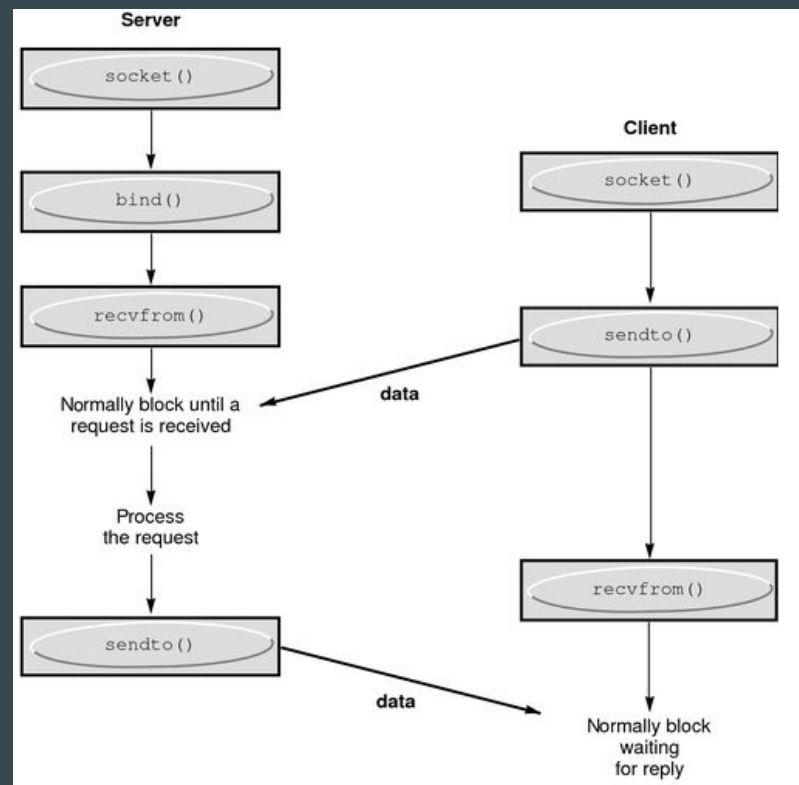 Server
socket()
bind()
recvfrom()
Normally block until a
request is received
Process
the request
sendto()
data
data
Client
socket()
sendto()
recvfrom()
Normally block
waiting
for reply